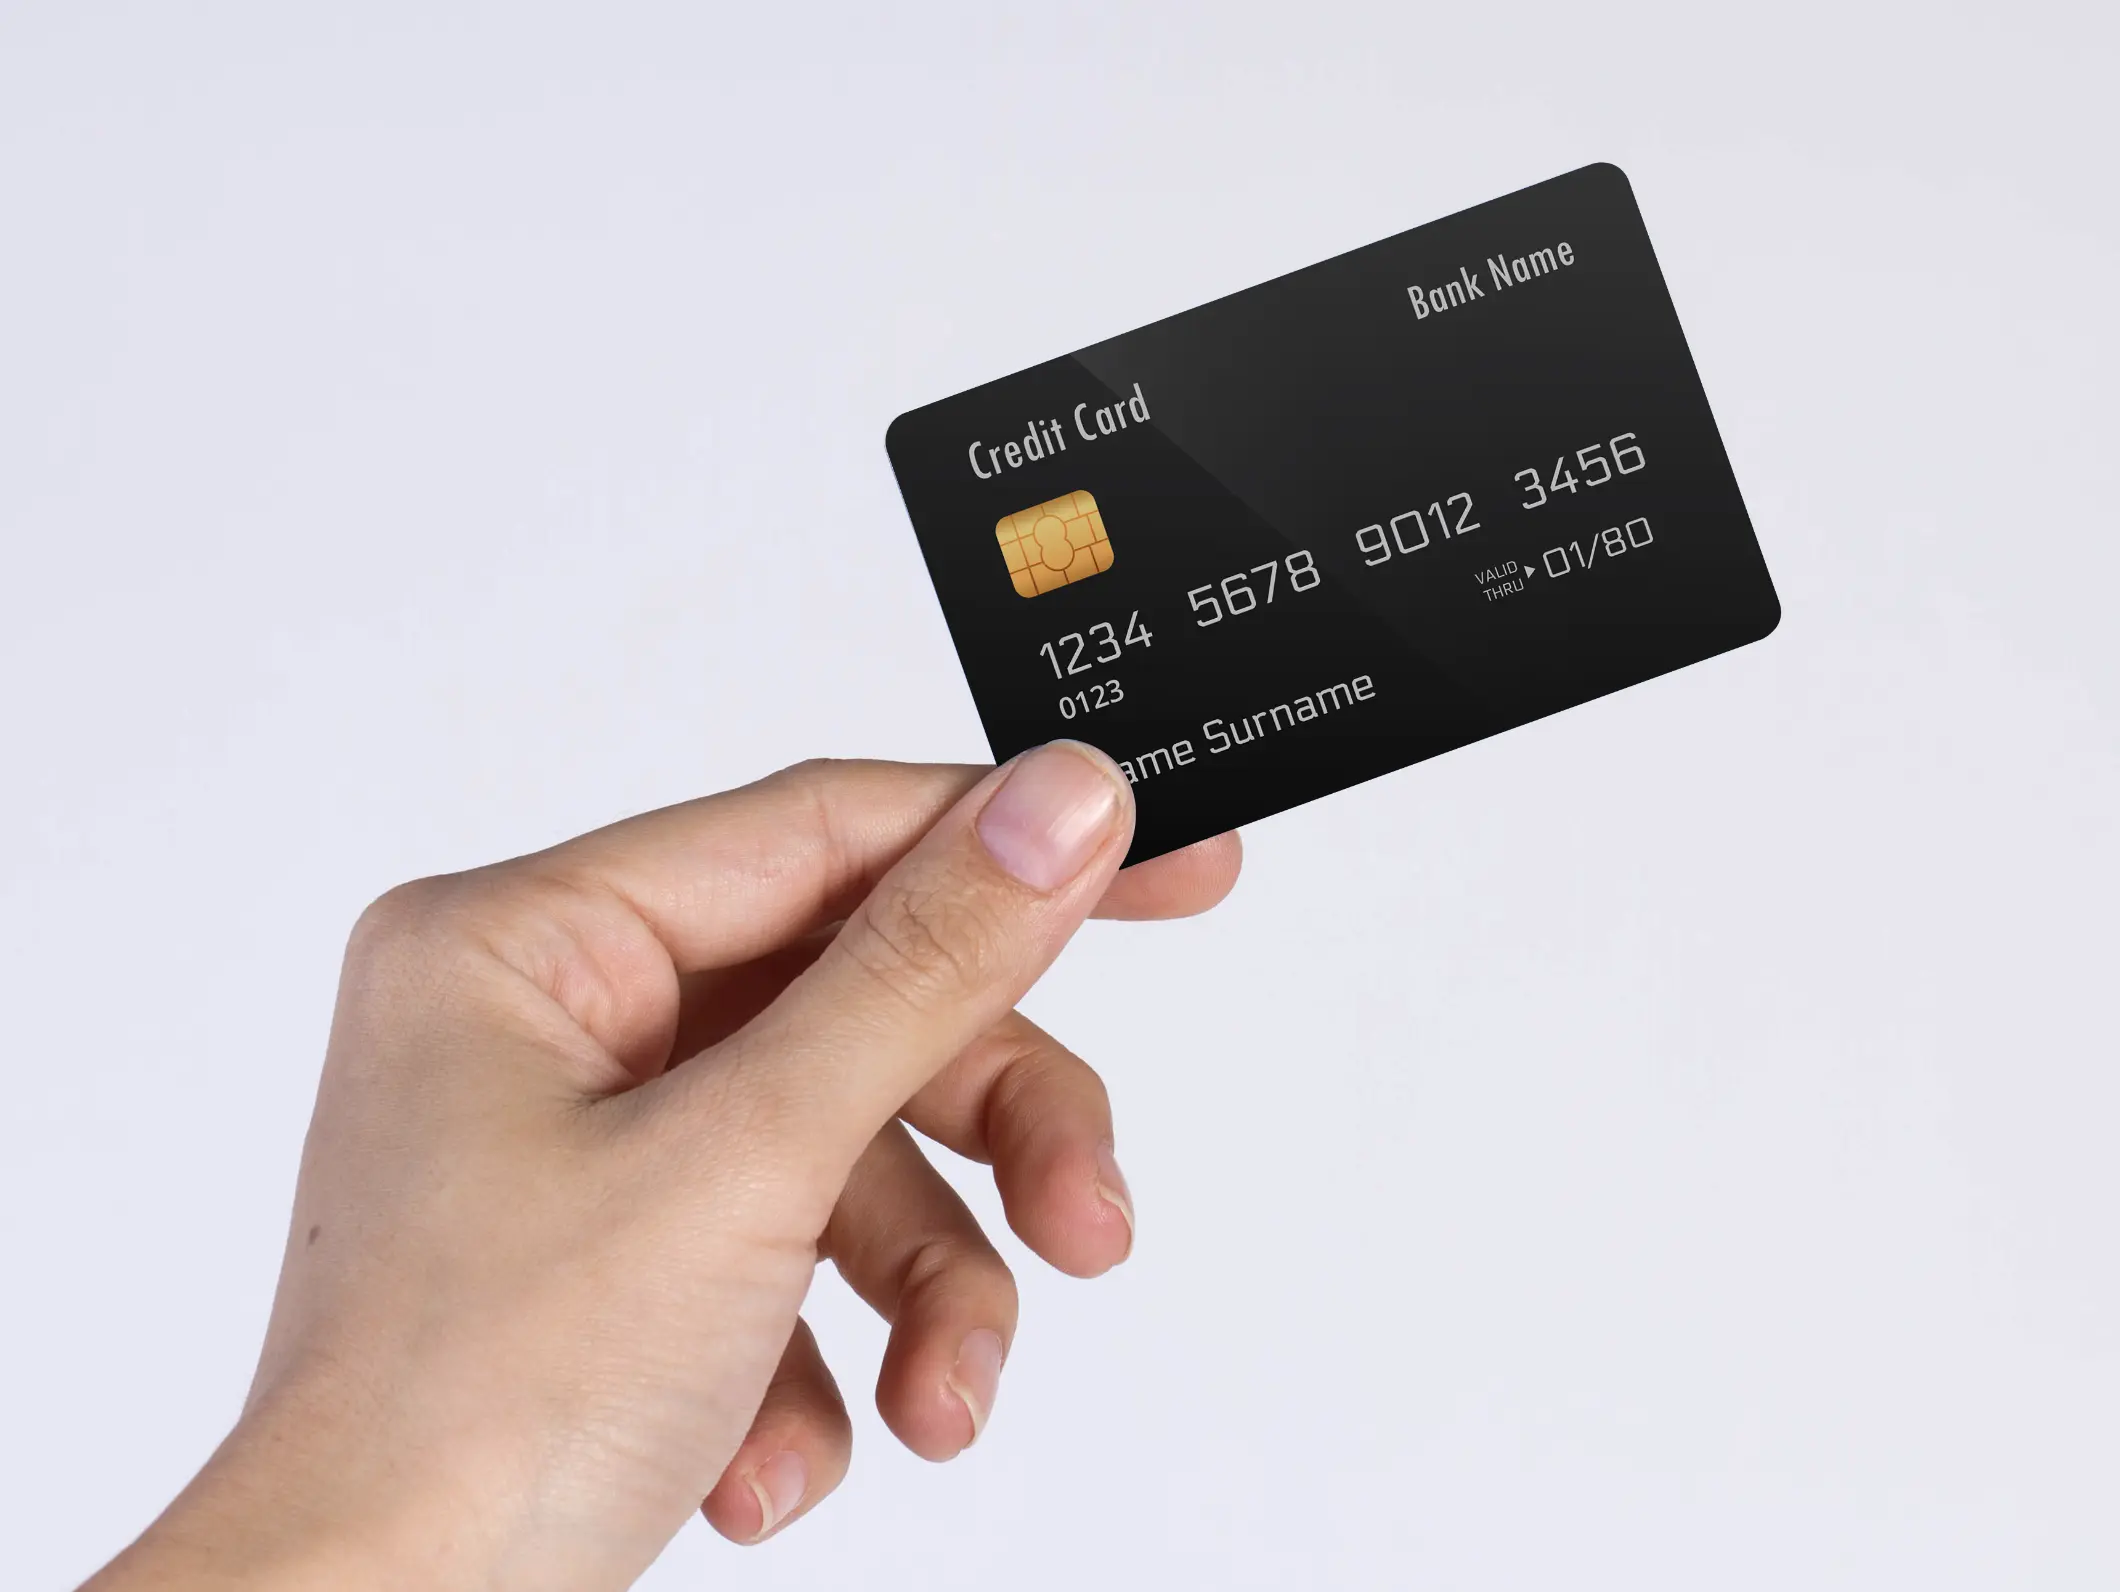 Bank Name
Credit Card
1234 5678 9012 3456
0123
VALID
THRU
01/80
Surname